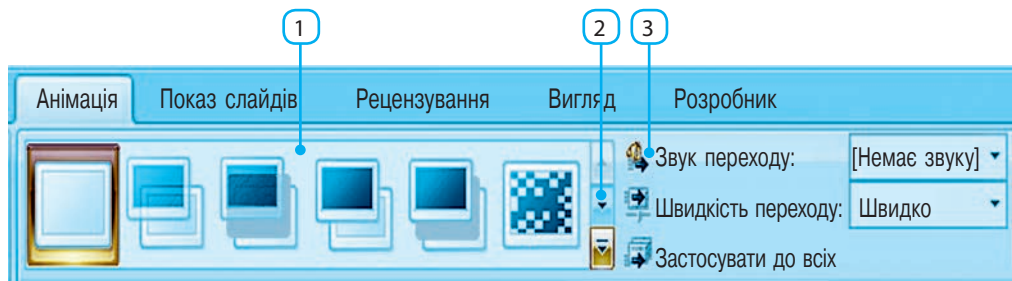 1 2 3
Анімація Показ слайдів Рецензування Вигляд Розробник
Звук переходу: [Немає звуку]
Швидкість переходу: Швидко
Застосувати до всіх